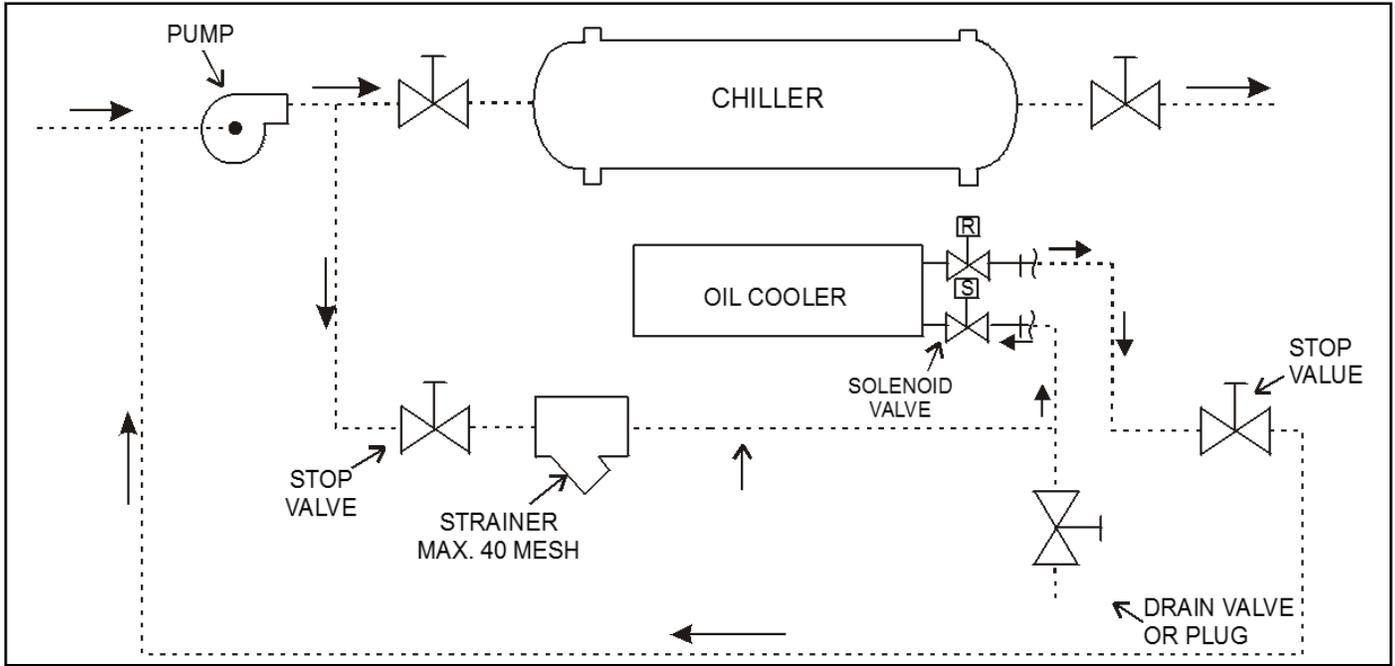 PUMP
CHILLER
R
OIL COOLER
S
SOLENOID
VALVE
STOP
VALUE
STOP
VALVE
STRAINER
MAX. 40 MESH
DRAIN VALVE
OR PLUG